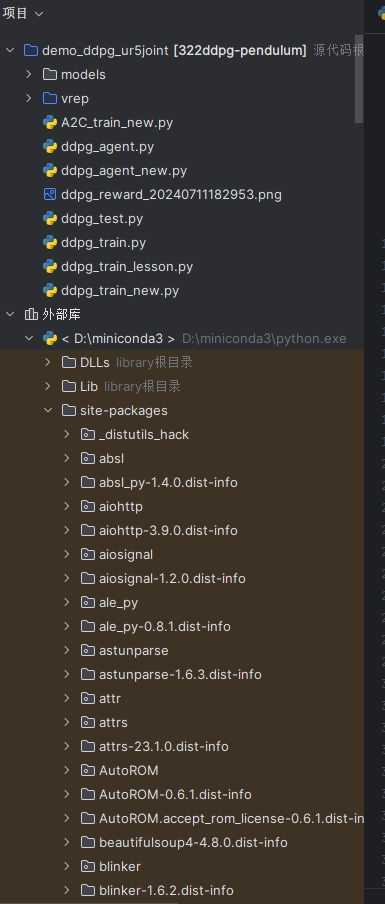 项目
demo_ddpg_ur5joint [322ddpg-pendulum] 源代码根
models
vrep
A2C_train_new.py
ddpg_agent.py
ddpg_agent_new.py
ddpg_reward_20240711182953.png
ddpg_test.py
ddpg_train.py
ddpg_train_lesson.py
ddpg_train_new.py
外部库
< D:\miniconda3 > D:\miniconda3\python.exe
DLLs library根目录
Lib library根目录
site-packages
_distutils_hack
absl
absl_py-1.4.0.dist-info
aiohttp
aiohttp-3.9.0.dist-info
aiosignal
aiosignal-1.2.0.dist-info
ale_py
ale_py-0.8.1.dist-info
astunparse
astunparse-1.6.3.dist-info
attr
attrs
attrs-23.1.0.dist-info
AutoROM
AutoROM-0.6.1.dist-info
AutoROM.accept_rom_license-0.6.1.dist-in
beautifulsoup4-4.8.0.dist-info
blinker
blinker-1.6.2.dist-info